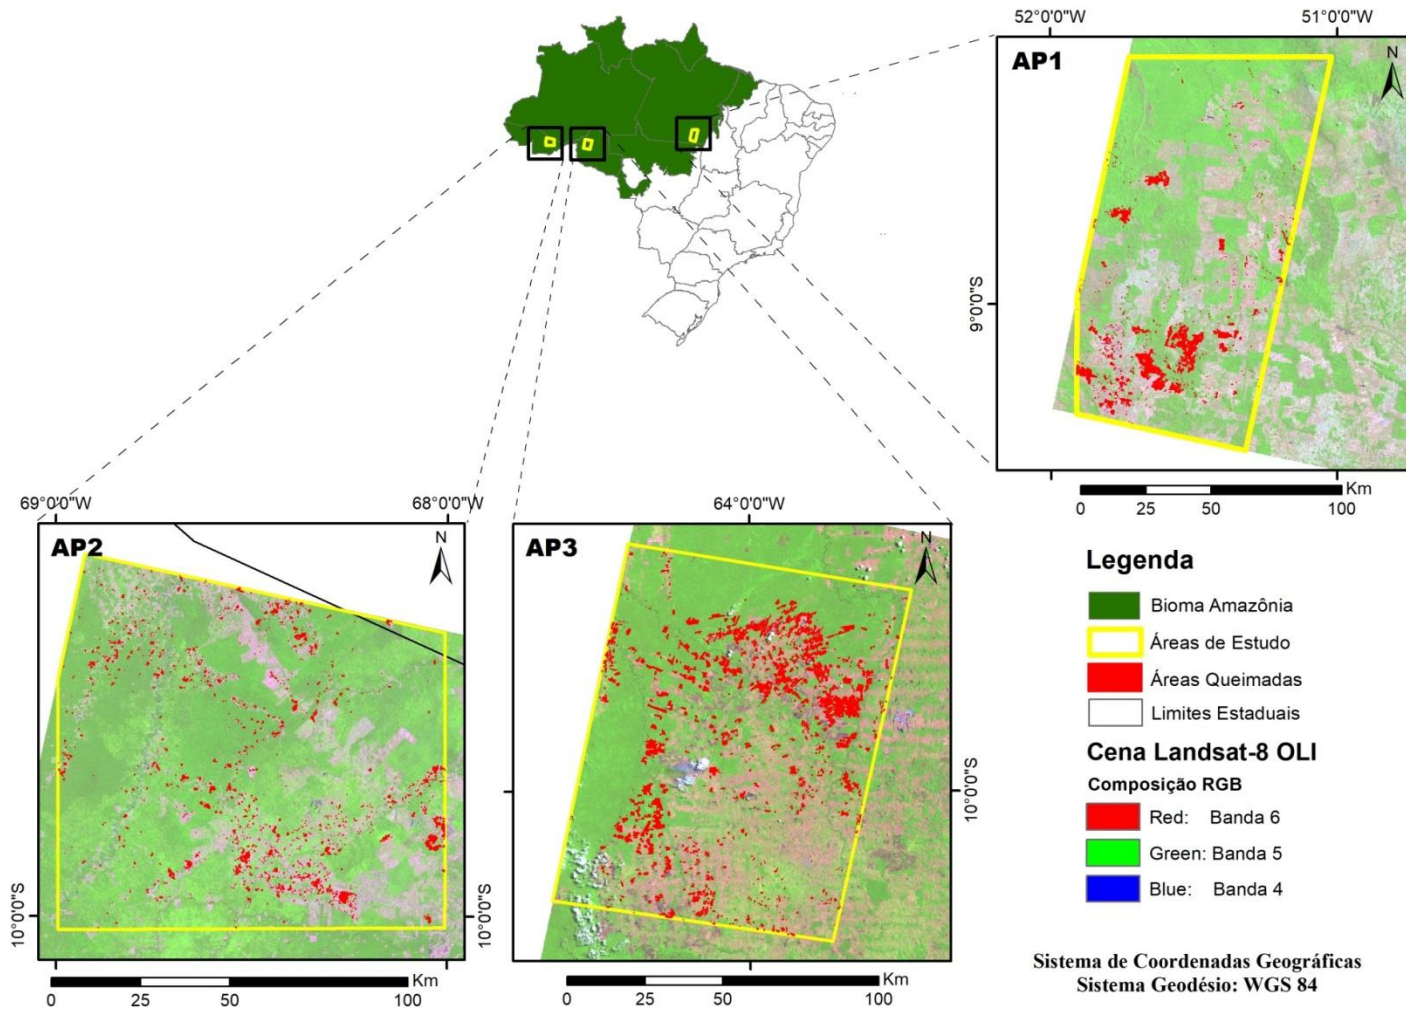 52°0'0"W
51°0'0"W
AP1
N
9°0'0"S
0 25 50 100 Km
69°0'0"W
68°0'0"W
AP2
N
10°0'0"S
10°0'0"S
0 25 50 100 Km
64°0'0"W
AP3
N
10°0'0"S
0 25 50 100 Km
Legenda
Bioma Amazônia
Áreas de Estudo
Áreas Queimadas
Limites Estaduais
Cena Landsat-8 OLI
Composição RGB
Red: Banda 6
Green: Banda 5
Blue: Banda 4
Sistema de Coordenadas Geográficas
Sistema Geodésio: WGS 84